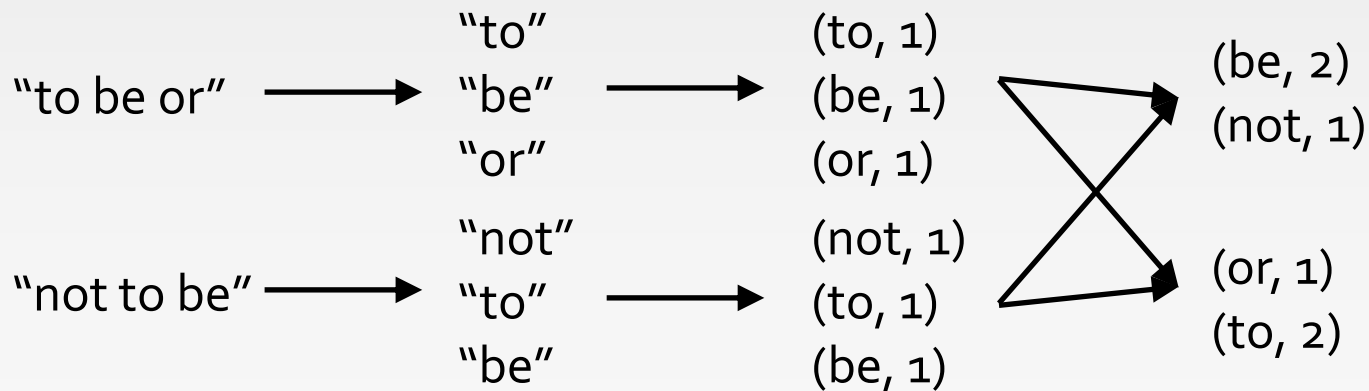 “to be or”
“to”
“be”
“or”
(to, 1)
(be, 1)
(or, 1)
(be, 2)
(not, 1)
“not to be”
“not”
“to”
“be”
(not, 1)
(to, 1)
(be, 1)
(or, 1)
(to, 2)